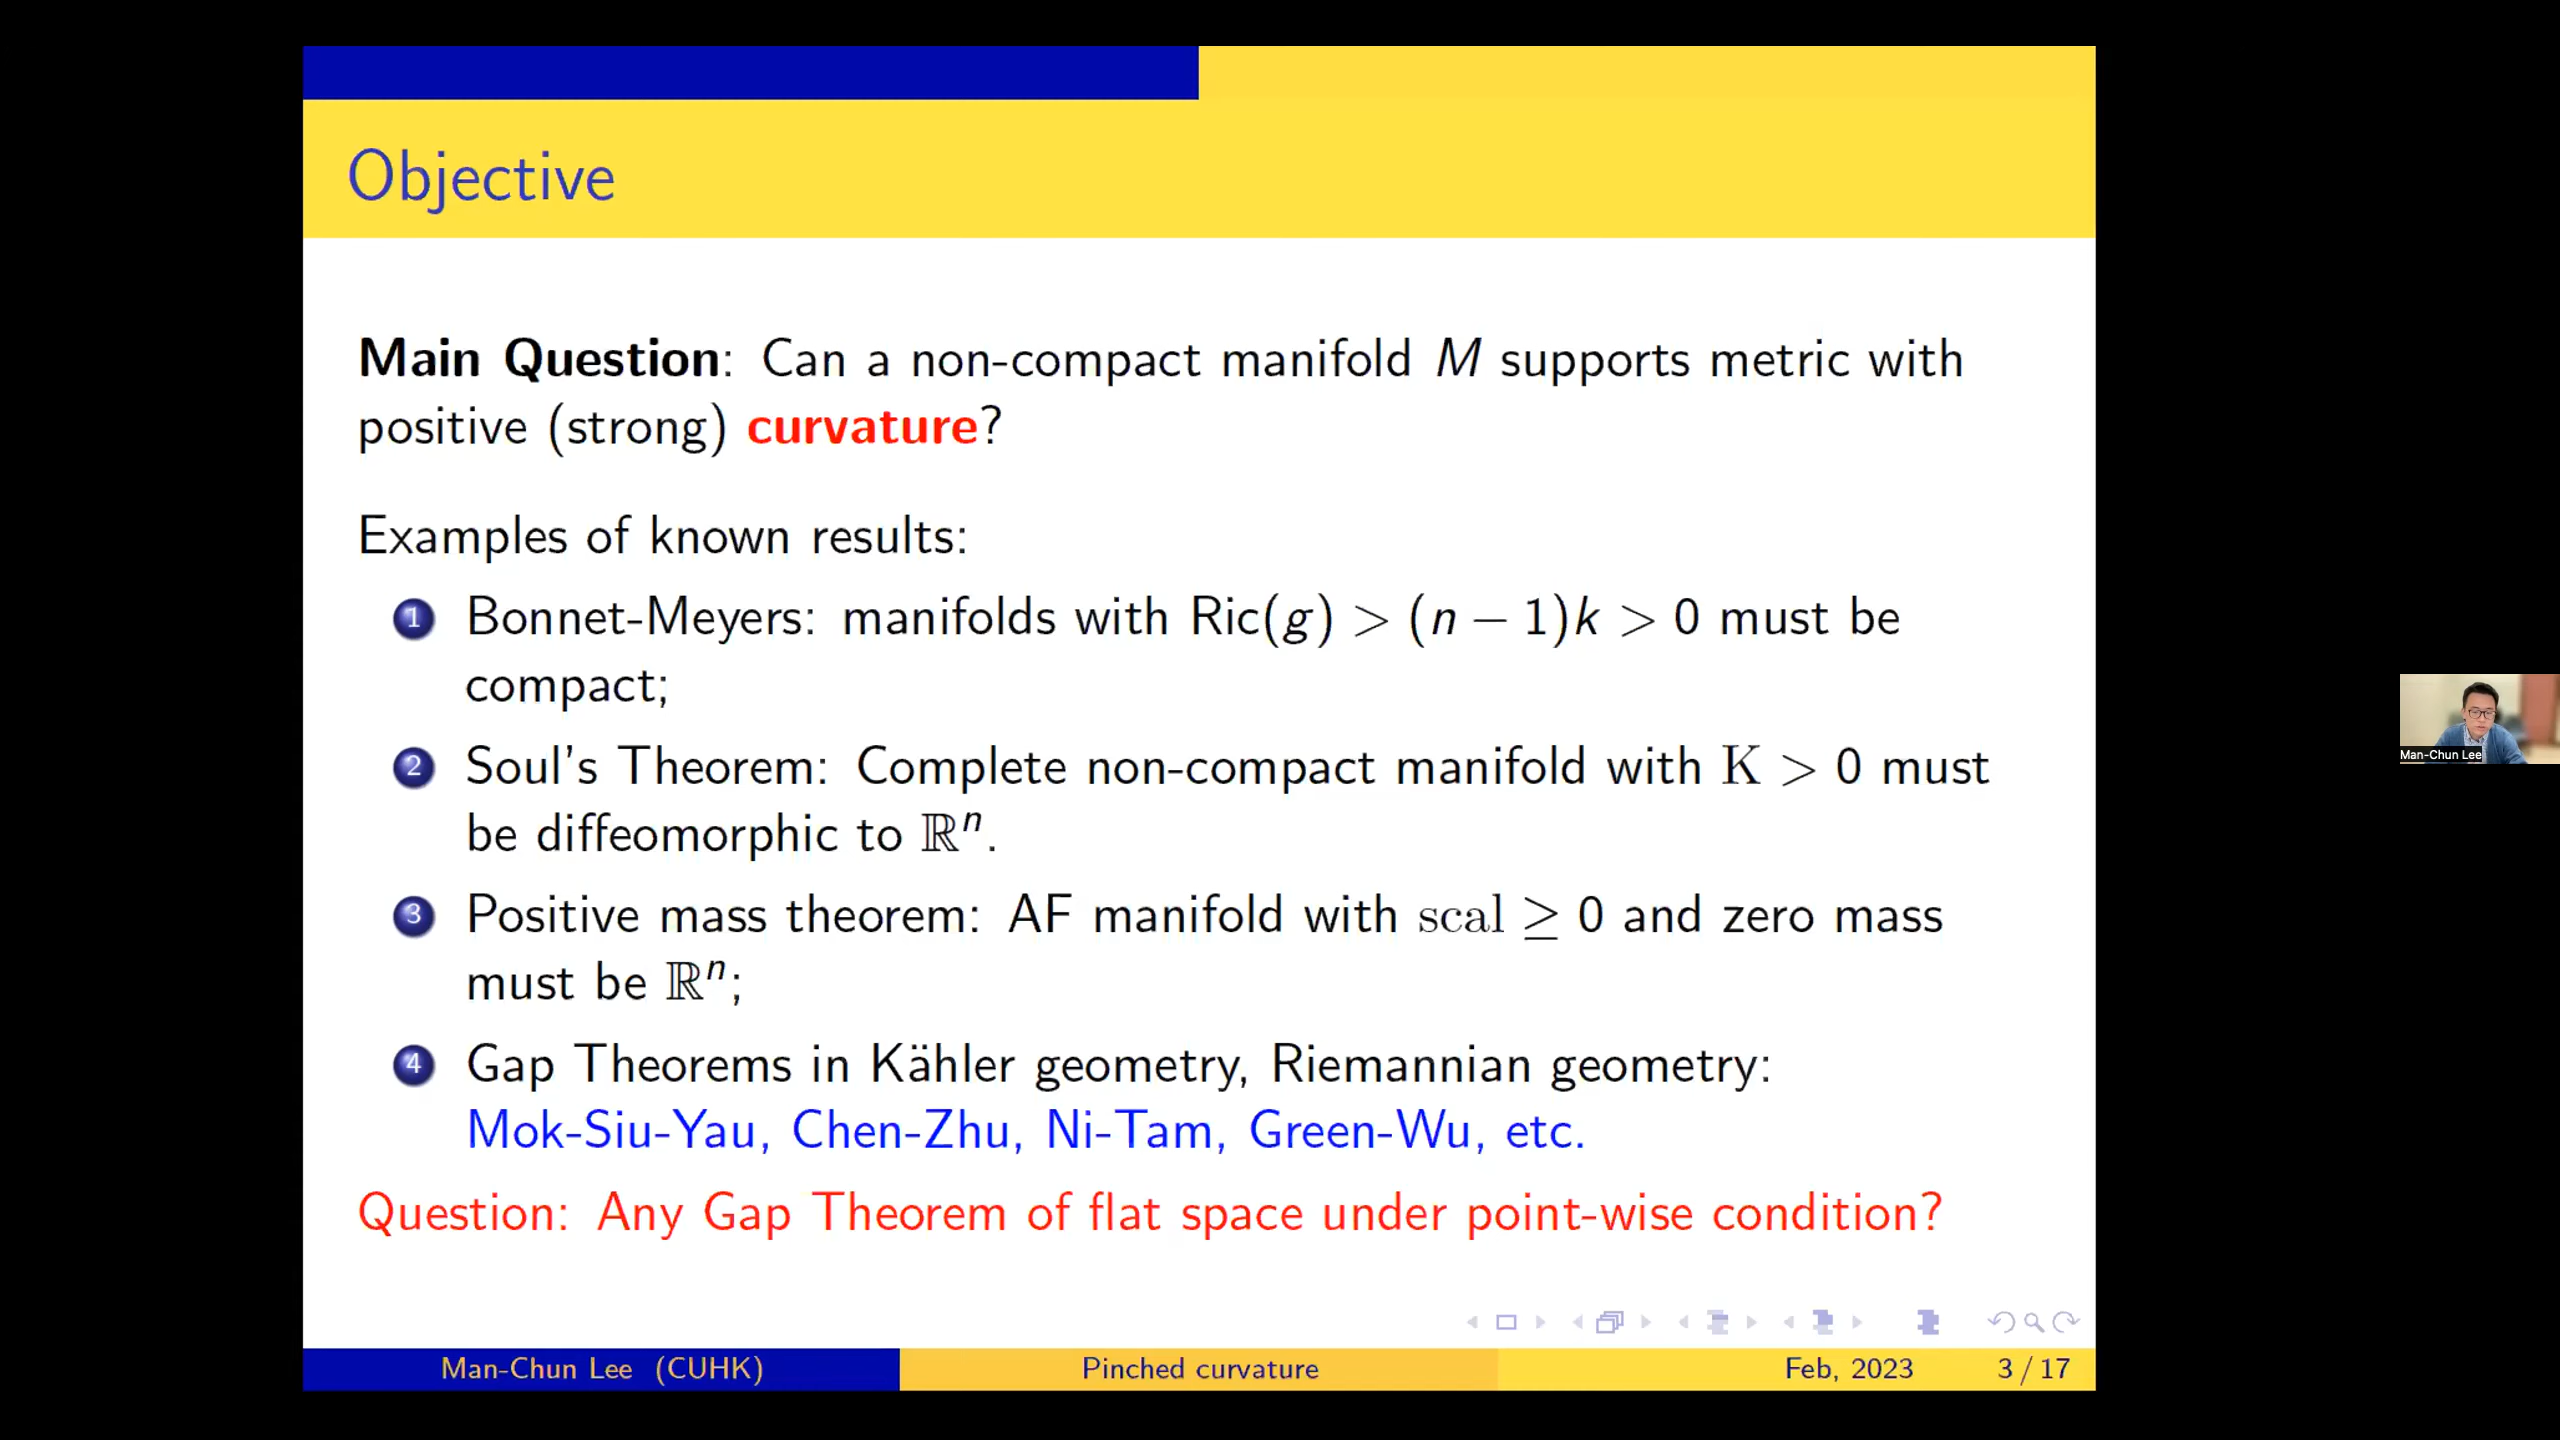 Objective
Main Question: Can a non-compact manifold M supports metric with
positive (strong) curvature?
Examples of known results:
1 Bonnet-Meyers: manifolds with Ric(g) > (n − 1)k > 0 must be
compact;
2 Soul's Theorem: Complete non-compact manifold with K > 0 must
be diffeomorphic to ℝⁿ.
3 Positive mass theorem: AF manifold with scal ≥ 0 and zero mass
must be ℝⁿ;
4 Gap Theorems in Kähler geometry, Riemannian geometry:
Mok-Siu-Yau, Chen-Zhu, Ni-Tam, Green-Wu, etc.
Question: Any Gap Theorem of flat space under point-wise condition?
Man-Chun Lee (CUHK) Pinched curvature Feb, 2023 3 / 17
Man-Chun Lee